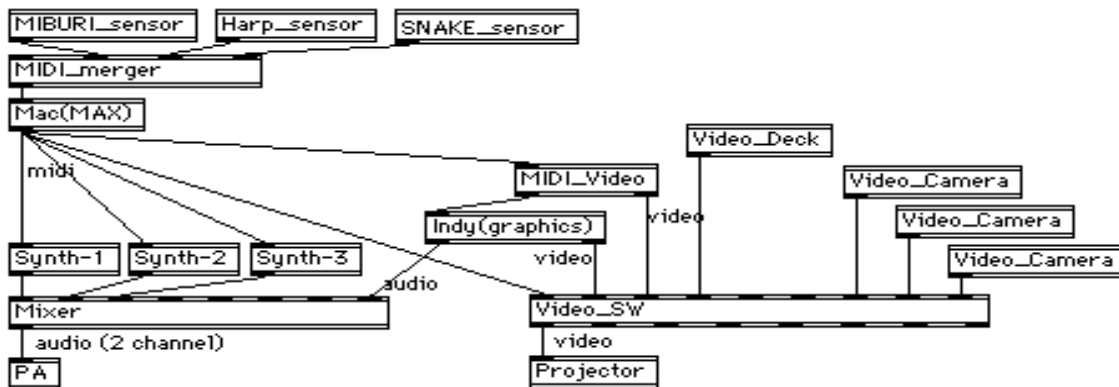 MIBURI_sensor
Harp_sensor
SNAKE_sensor
MIDI_merger
Mac(MAX)
Video_Deck
midi
MIDI_Video
Video_Camera
video
Indy(graphics)
Video_Camera
Synth-1
Synth-2
Synth-3
video
Video_Camera
audio
Mixer
Video_SW
audio (2 channel)
video
PA
Projector